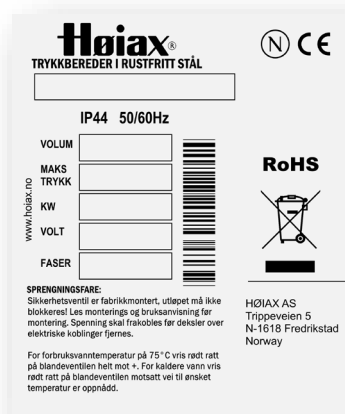 Høiax®
TRYKKBEREDER I RUSTFRITT STÅL
N CE
IP44 50/60Hz
VOLUM
MAKS
TRYKK
KW
VOLT
FASER
www.hoiax.no
RoHS
SPRENGNINGSFARE:
Sikkerhetsventil er fabrikkmontert, utløpet må ikke
blokkeres! Les monterings og bruksanvisning før
montering. Spenning skal frakobles før deksler over
elektriske koblinger fjernes.
For forbruksvanntemperatur på 75°C vris rødt ratt
på blandeventilen helt mot +. For kaldere vann vris
rødt ratt på blandeventilen motsatt vei til ønsket
temperatur er oppnådd.
HØIAX AS
Trippeveien 5
N-1618 Fredrikstad
Norway